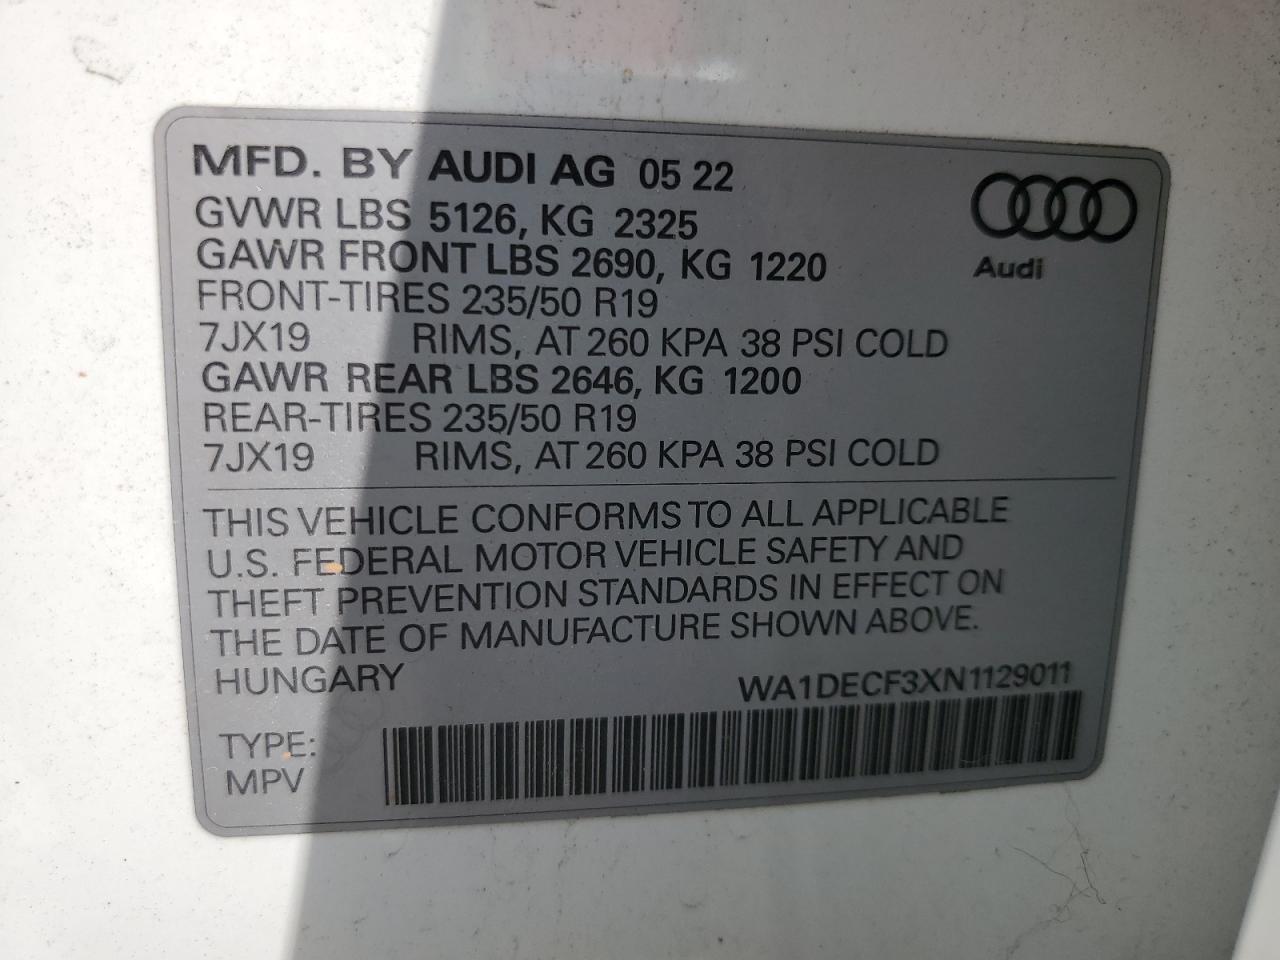 MFD. BY AUDI AG 05 22
GVWR LBS 5126, KG 2325
GAWR FRONT LBS 2690, KG 1220
Audi
FRONT-TIRES 235/50 R19
7JX19 RIMS, AT 260 KPA 38 PSI COLD
GAWR REAR LBS 2646, KG 1200
REAR-TIRES 235/50 R19
7JX19 RIMS, AT 260 KPA 38 PSI COLD
THIS VEHICLE CONFORMS TO ALL APPLICABLE
U.S. FEDERAL MOTOR VEHICLE SAFETY AND
THEFT PREVENTION STANDARDS IN EFFECT ON
THE DATE OF MANUFACTURE SHOWN ABOVE.
HUNGARY WA1DECF3XN1129011
TYPE:
MPV